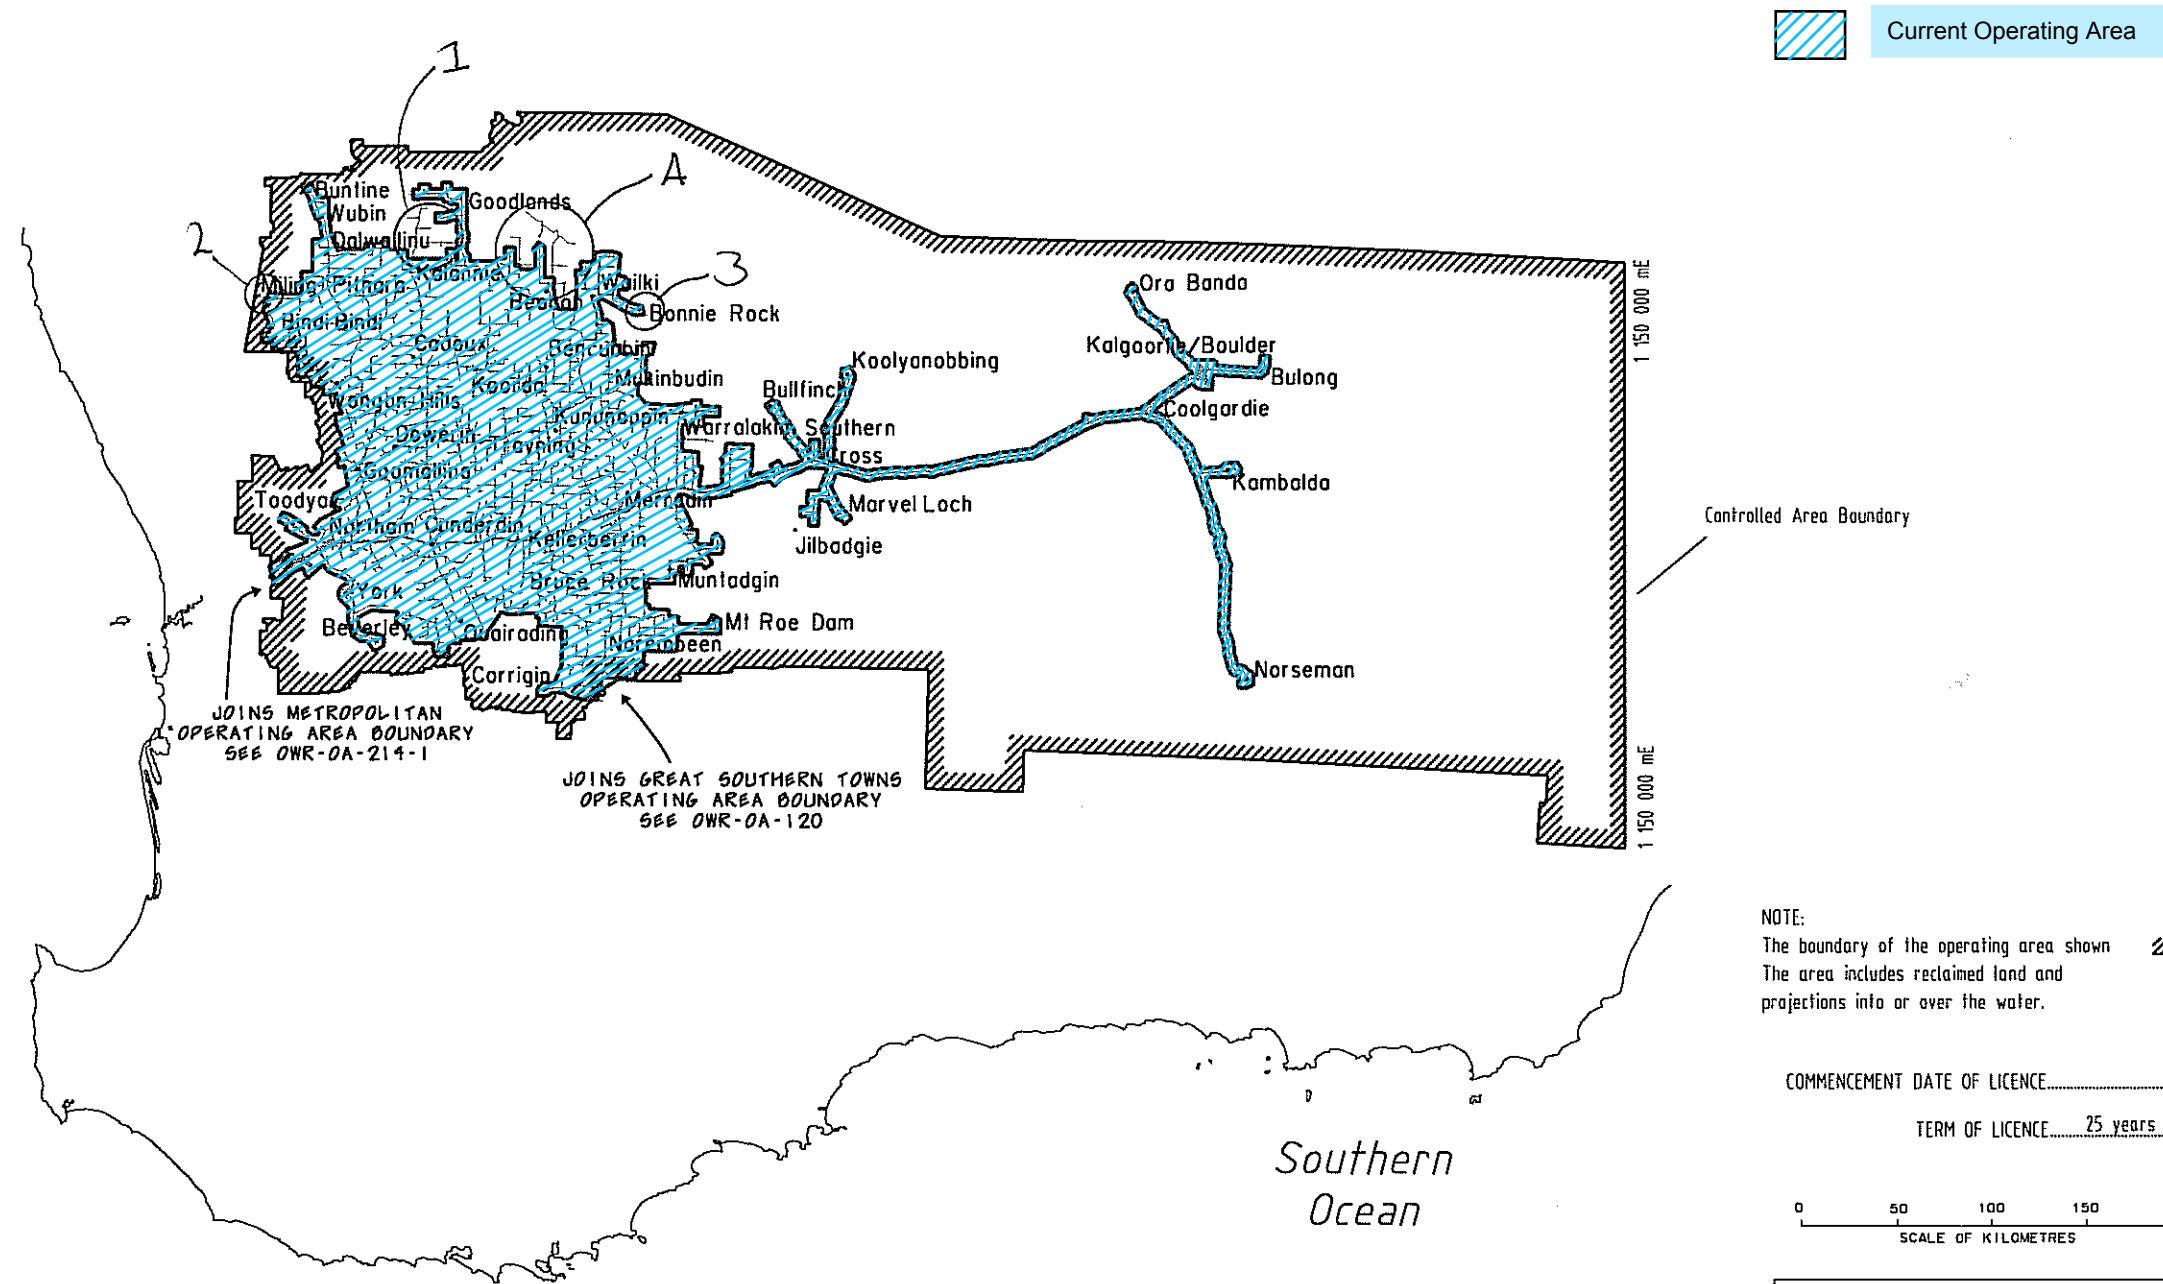 Current Operating Area
1
A
2
3
Buntine
Wubin
Dalwallinu
Goodlands
Kalannie
Miling
Pithara
Beacon
Wailki
Bonnie Rock
Bindi-Bindi
Cadoux
Bencubbin
Koorda
Mukinbudin
Wongan Hills
Kununoppin
Dowerin
Trayning
Warralakin
Southern
Cross
Bullfinch
Koolyanobbing
Goomalling
Toodyay
Merredin
Northam
Cunderdin
Kellerberrin
Marvel Loch
Jilbadgie
Bruce Rock
Muntadgin
York
Beverley
Quairading
Mt Roe Dam
Narembeen
Corrigin
Ora Banda
Kalgoorlie/Boulder
Bulong
Coolgardie
Kambalda
Norseman
1 150 000 mE
1 150 000 mE
Controlled Area Boundary
JOINS METROPOLITAN
OPERATING AREA BOUNDARY
SEE OWR-OA-214-1
JOINS GREAT SOUTHERN TOWNS
OPERATING AREA BOUNDARY
SEE OWR-OA-120
NOTE:
The boundary of the operating area shown
The area includes reclaimed land and
projections into or over the water.
COMMENCEMENT DATE OF LICENCE
TERM OF LICENCE 25 years
Southern
Ocean
0 50 100 150
SCALE OF KILOMETRES